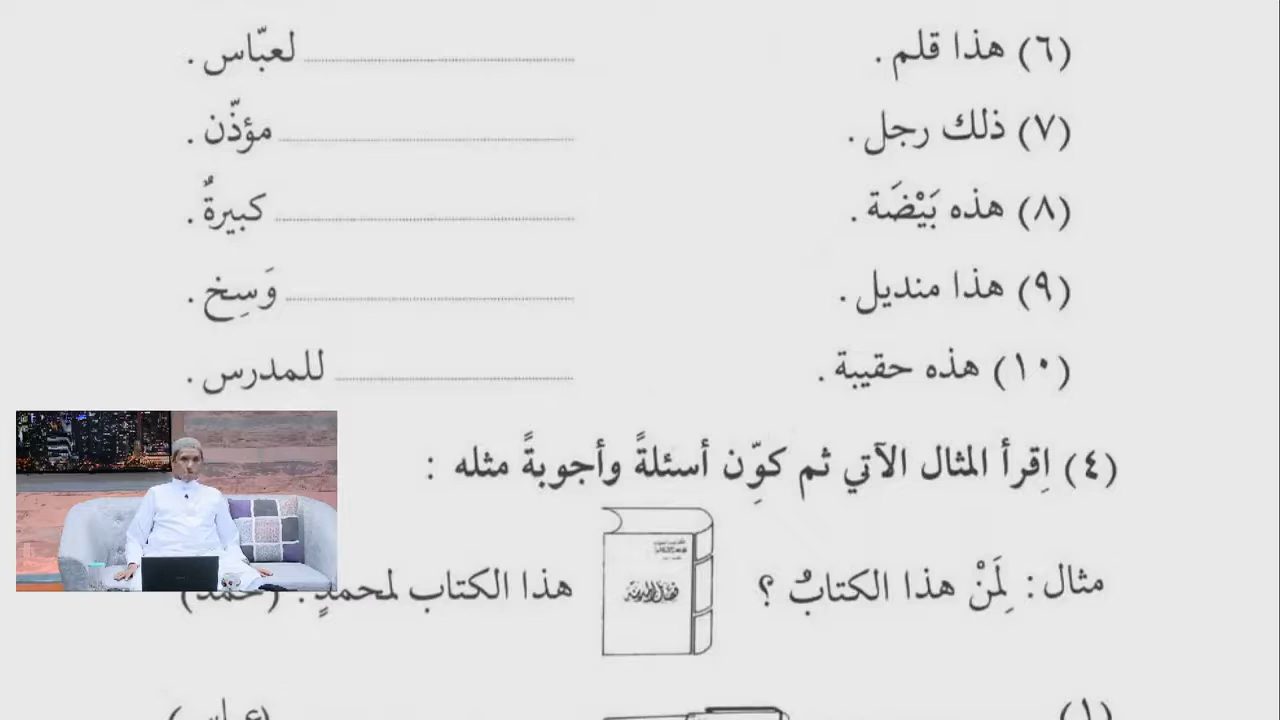 (٦) هذا قلم . لعبّاس .
(٧) ذلك رجل . مؤذّن .
(٨) هذه بَيْضَة . كبيرةٌ .
(٩) هذا منديل . وَسِخ .
(١٠) هذه حقيبة . للمدرس .
(٤) اِقرأ المثال الآتي ثم كوِّن أسئلةً وأجوبةً مثله :
مثال : لِمَنْ هذا الكتابُ ؟ هذا الكتاب لمحمدٍ .
(١)